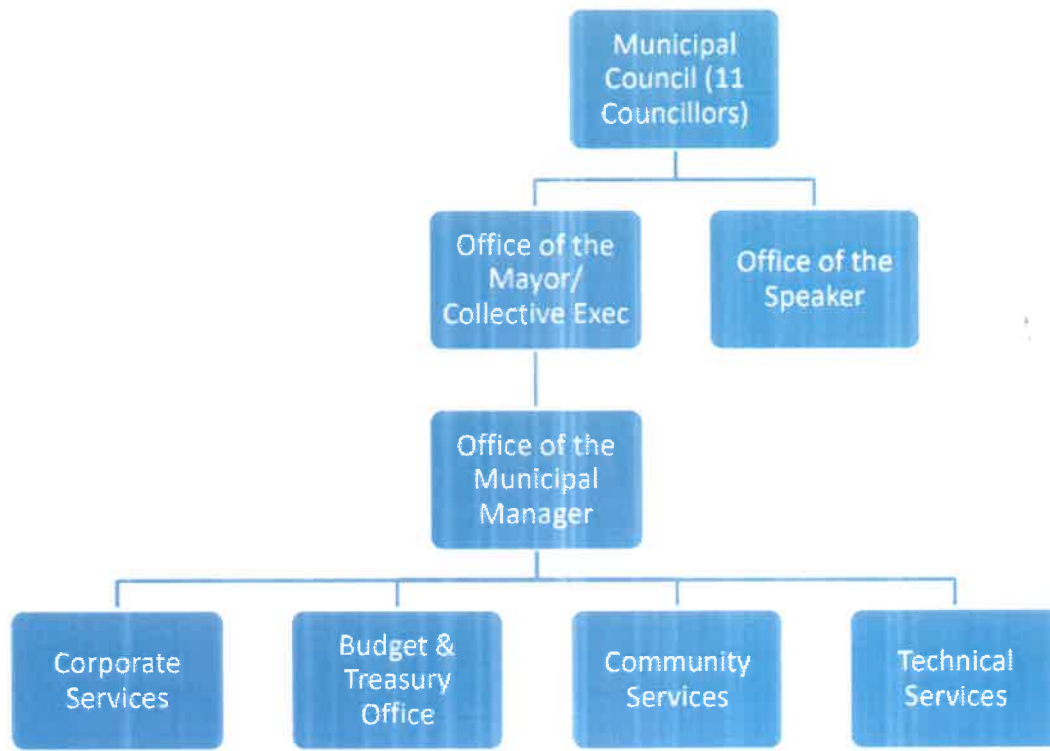 Municipal
Council (11
Councillors)
Office of the
Mayor/
Collective Exec
Office of the
Speaker
Office of the
Municipal
Manager
Corporate
Services
Budget &
Treasury
Office
Community
Services
Technical
Services